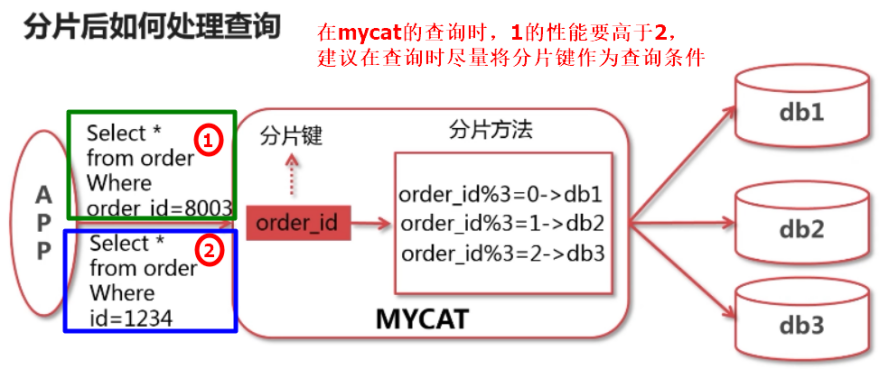 分片后如何处理查询
在mycat的查询时，1的性能要高于2，
建议在查询时尽量将分片键作为查询条件
A
P
P
Select *
from order
Where
order_id=8003
1
Select *
from order
Where
id=1234
2
分片键
order_id
分片方法
order_id%3=0->db1
order_id%3=1->db2
order_id%3=2->db3
MYCAT
db1
db2
db3